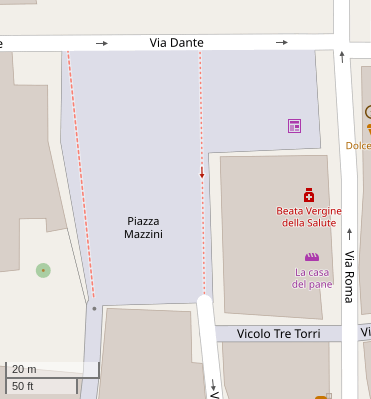 e
Via Dante
Dolce
Beata Vergine
della Salute
Piazza
Mazzini
La casa
del pane
Via Roma
Vicolo Tre Torri
Vi
20 m
50 ft
V